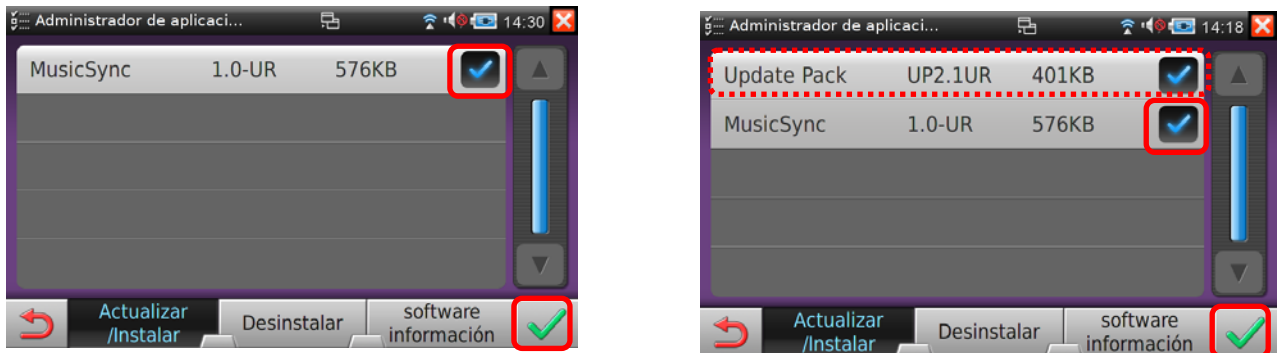 Administrador de aplicaci... 14:30
MusicSync 1.0-UR 576KB
Actualizar
/Instalar
Desinstalar
software
información
Administrador de aplicaci... 14:18
Update Pack UP2.1UR 401KB
MusicSync 1.0-UR 576KB
Actualizar
/Instalar
Desinstalar
software
información